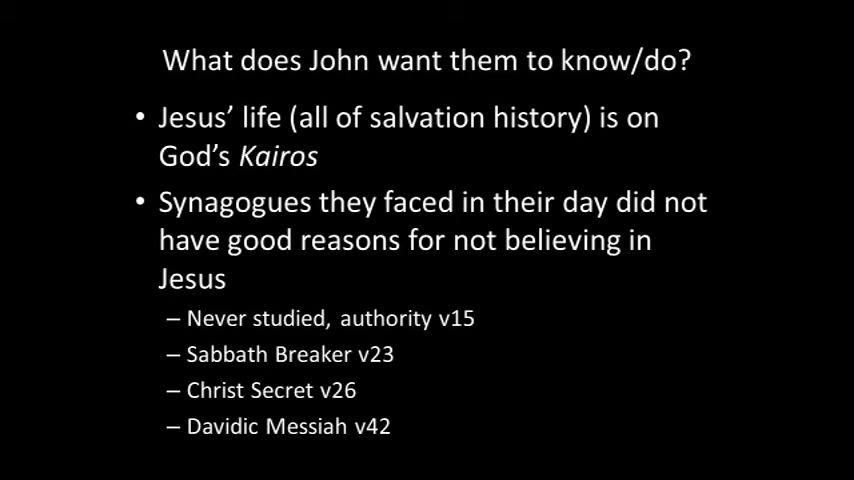 What does John want them to know/do?
• Jesus’ life (all of salvation history) is on
God’s Kairos
• Synagogues they faced in their day did not
have good reasons for not believing in
Jesus
– Never studied, authority v15
– Sabbath Breaker v23
– Christ Secret v26
– Davidic Messiah v42